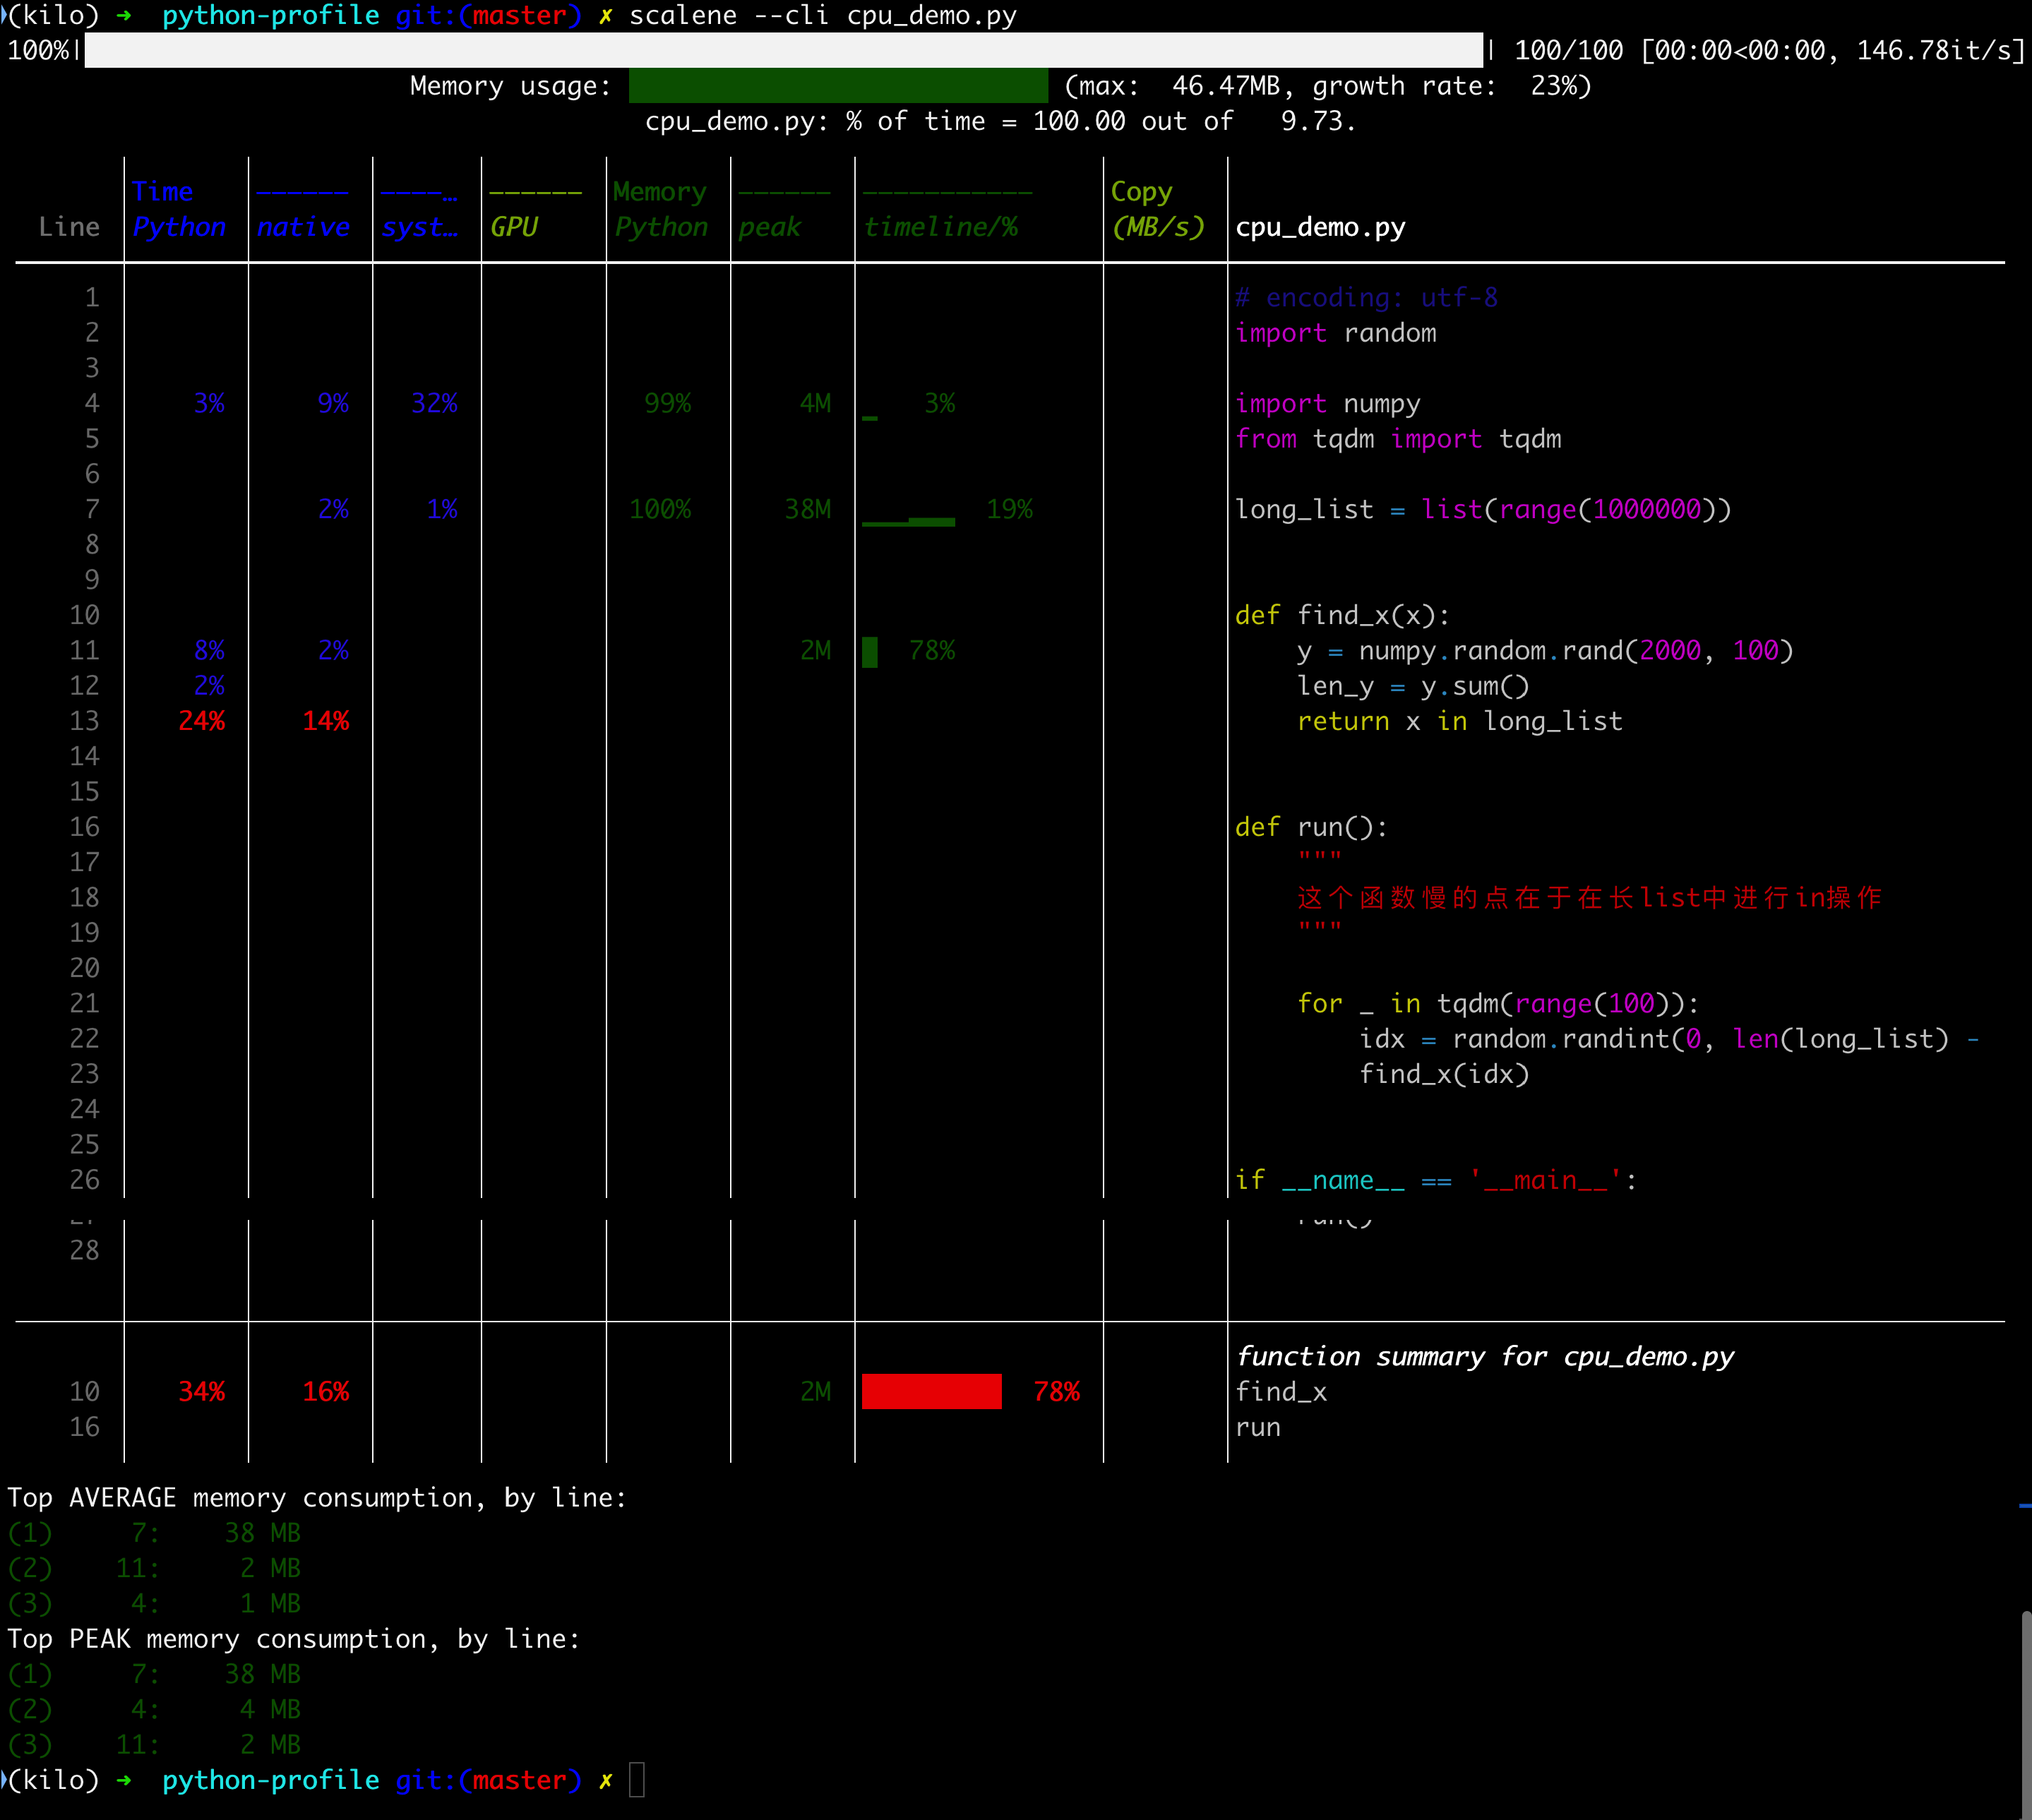 (kilo) ➜  python-profile git:(master) ✗ scalene --cli cpu_demo.py
100%| | 100/100 [00:00<00:00, 146.78it/s]
Memory usage: (max:  46.47MB, growth rate:  23%)
cpu_demo.py: % of time = 100.00 out of   9.73.
Time –––––– ––––… –––––– Memory –––––– ––––––––––– Copy
Line Python native syst… GPU Python peak timeline/% (MB/s) cpu_demo.py
1 # encoding: utf-8
2 import random
3
4 3% 9% 32% 99% 4M 3% import numpy
5 from tqdm import tqdm
6
7 2% 1% 100% 38M 19% long_list = list(range(1000000))
8
9
10 def find_x(x):
11 8% 2% 2M 78% y = numpy.random.rand(2000, 100)
12 2% len_y = y.sum()
13 24% 14% return x in long_list
14
15
16 def run():
17 """
18 这个函数慢的点在于在长list中进行in操作
19 """
20
21 for _ in tqdm(range(100)):
22 idx = random.randint(0, len(long_list) -
23 find_x(idx)
24
25
26 if __name__ == '__main__':
27 run()
28
function summary for cpu_demo.py
10 34% 16% 2M 78% find_x
16 run
Top AVERAGE memory consumption, by line:
(1)     7:    38 MB
(2)    11:     2 MB
(3)     4:     1 MB
Top PEAK memory consumption, by line:
(1)     7:    38 MB
(2)     4:     4 MB
(3)    11:     2 MB
(kilo) ➜  python-profile git:(master) ✗